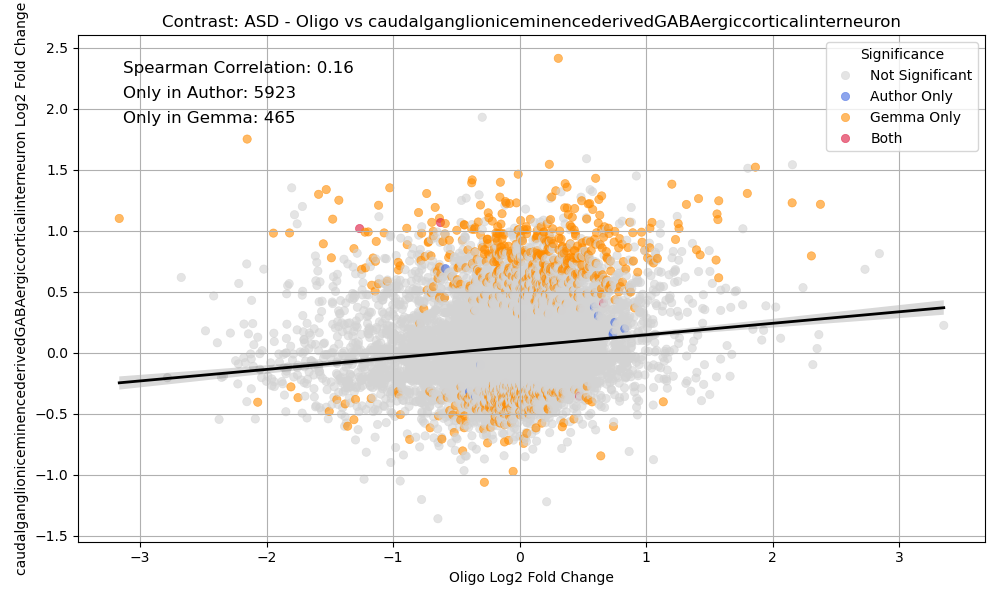 Contrast: ASD - Oligo vs caudalganglioniceminencederivedGABAergiccorticalinterneuron
caudalganglioniceminencederivedGABAergiccorticalinterneuron Log2 Fold Change
2.5
2.0
1.5
1.0
0.5
0.0
−0.5
−1.0
−1.5
Spearman Correlation: 0.16
Only in Author: 5923
Only in Gemma: 465
Significance
Not Significant
Author Only
Gemma Only
Both
−3
−2
−1
0
1
2
3
Oligo Log2 Fold Change